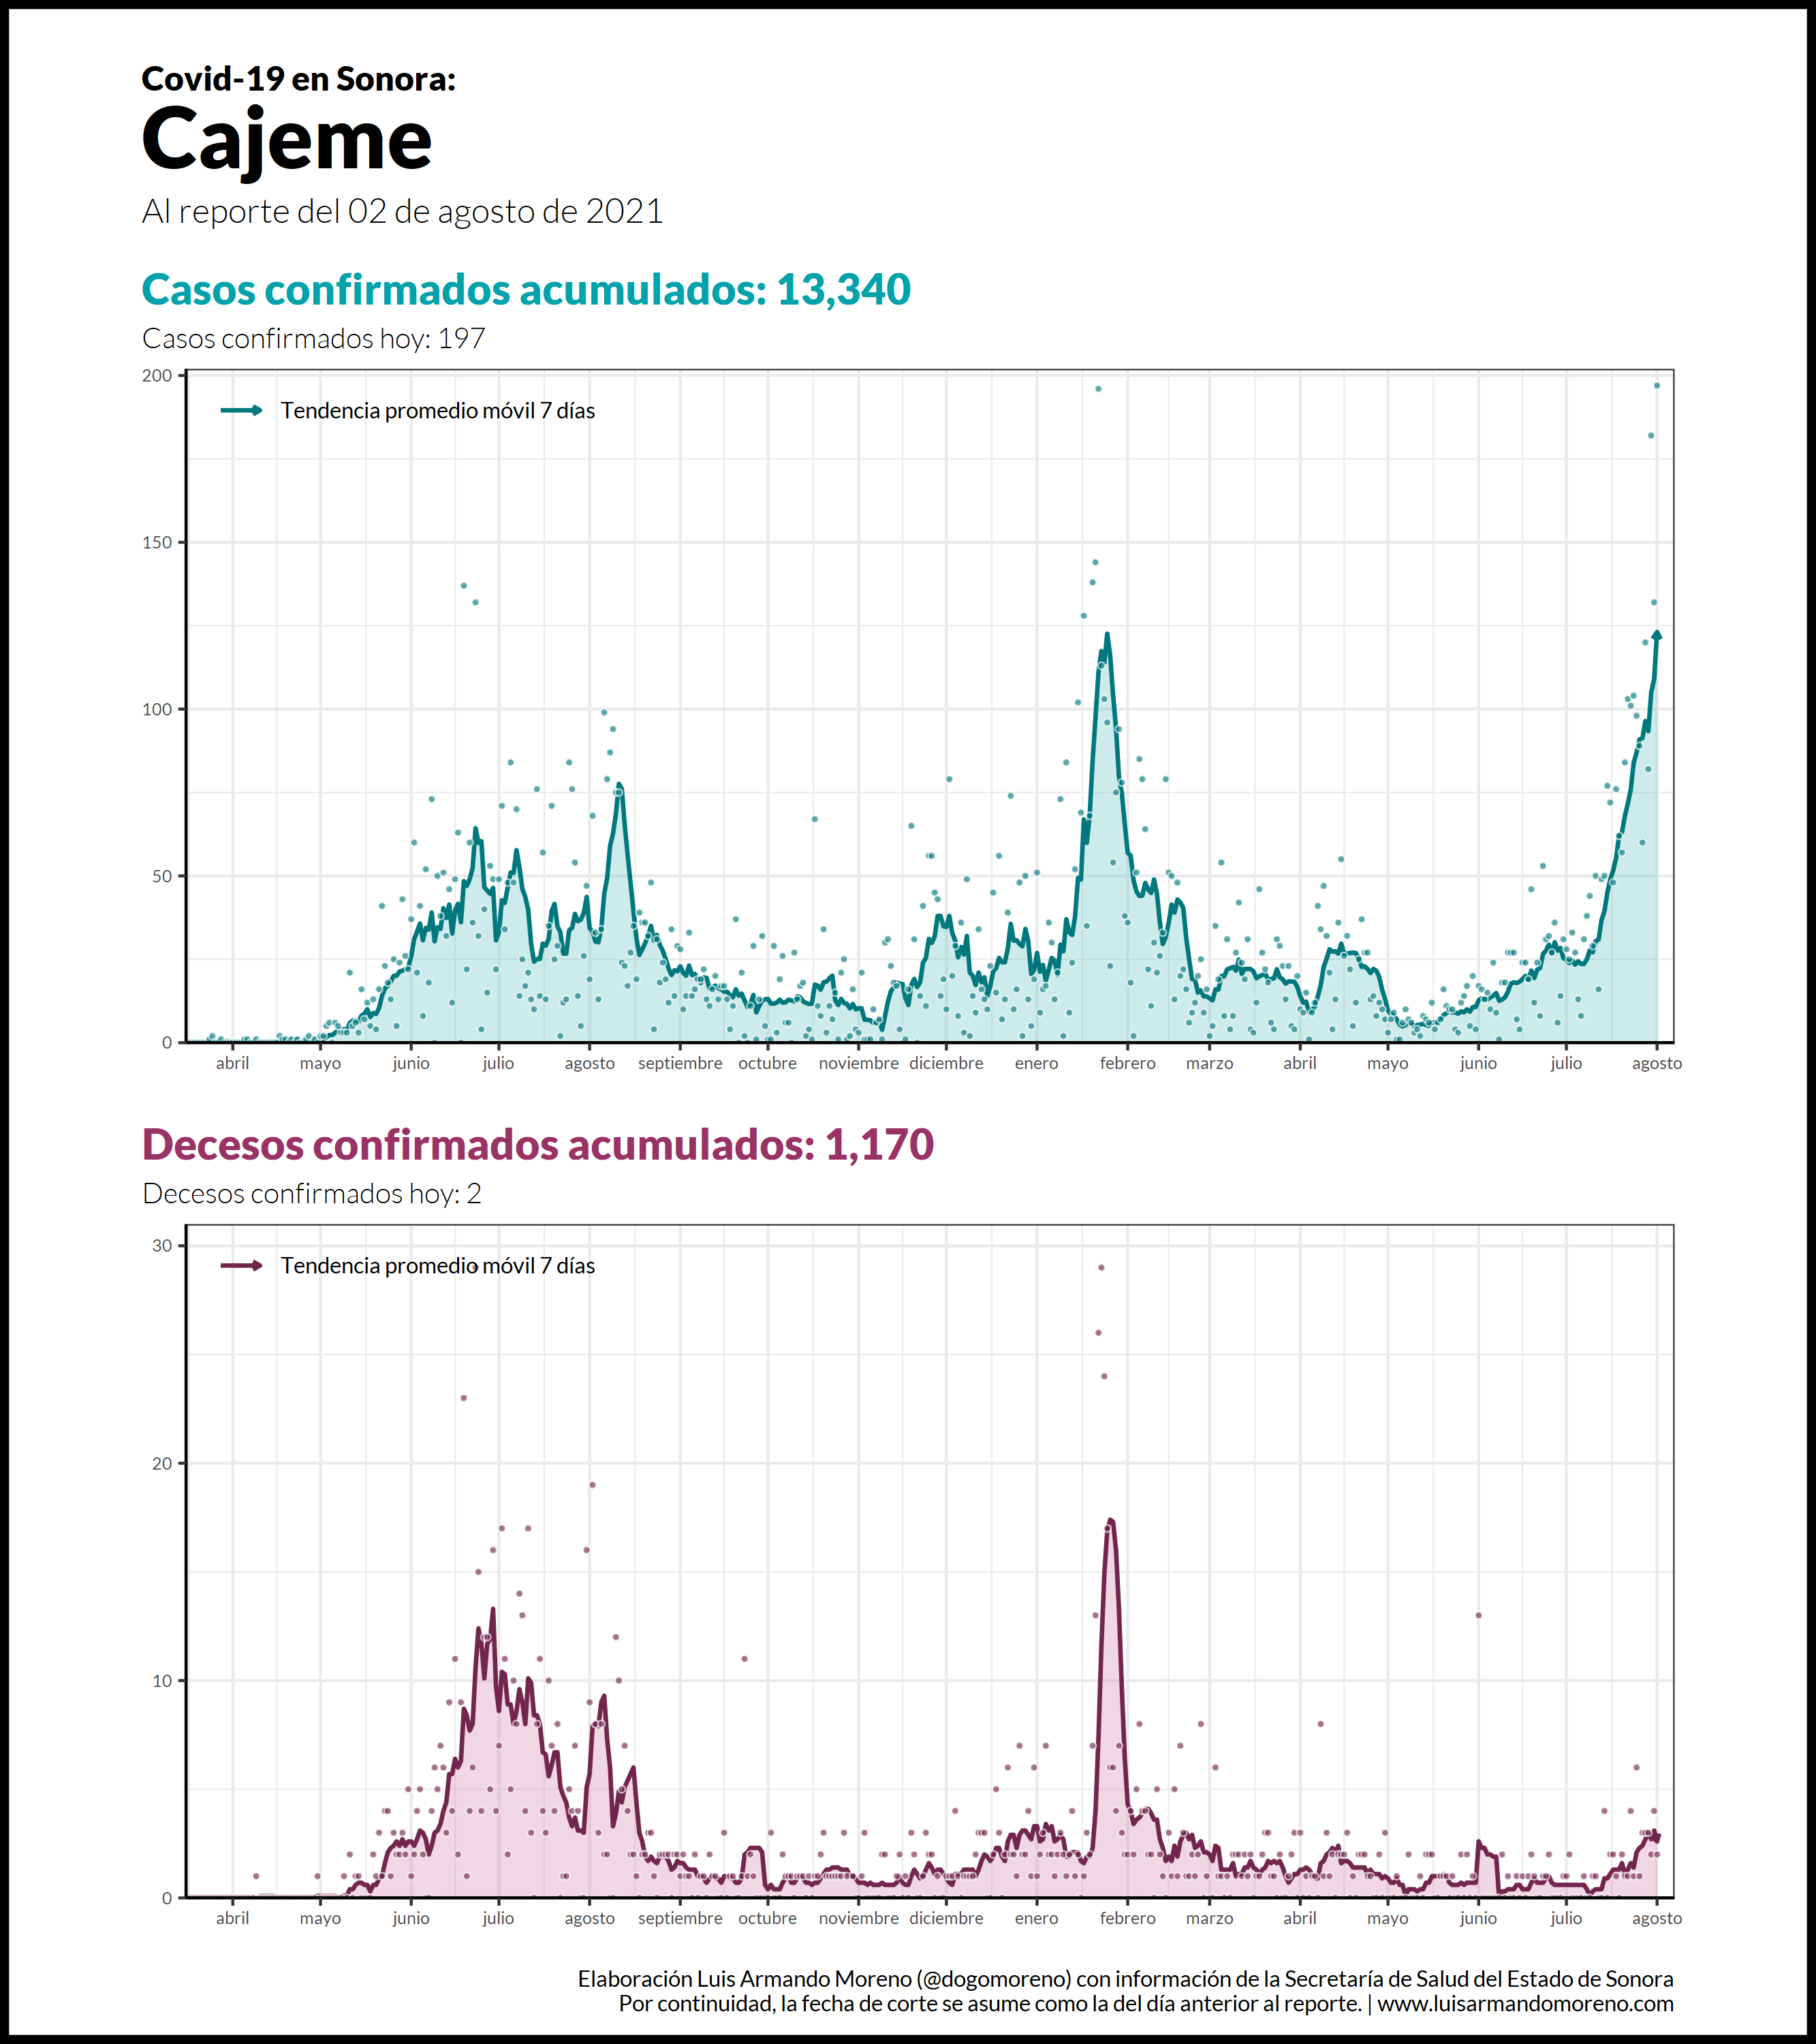 Covid-19 en Sonora:
Cajeme
Al reporte del 02 de agosto de 2021
Casos confirmados acumulados: 13,340
Casos confirmados hoy: 197
200
Tendencia promedio móvil 7 días
150
100
50
0
abril mayo junio julio agosto septiembre octubre noviembre diciembre enero febrero marzo abril mayo junio julio agosto
Decesos confirmados acumulados: 1,170
Decesos confirmados hoy: 2
30
Tendencia promedio móvil 7 días
20
10
0
abril mayo junio julio agosto septiembre octubre noviembre diciembre enero febrero marzo abril mayo junio julio agosto
Elaboración Luis Armando Moreno (@dogomoreno) con información de la Secretaría de Salud del Estado de Sonora
Por continuidad, la fecha de corte se asume como la del día anterior al reporte. | www.luisarmandomoreno.com